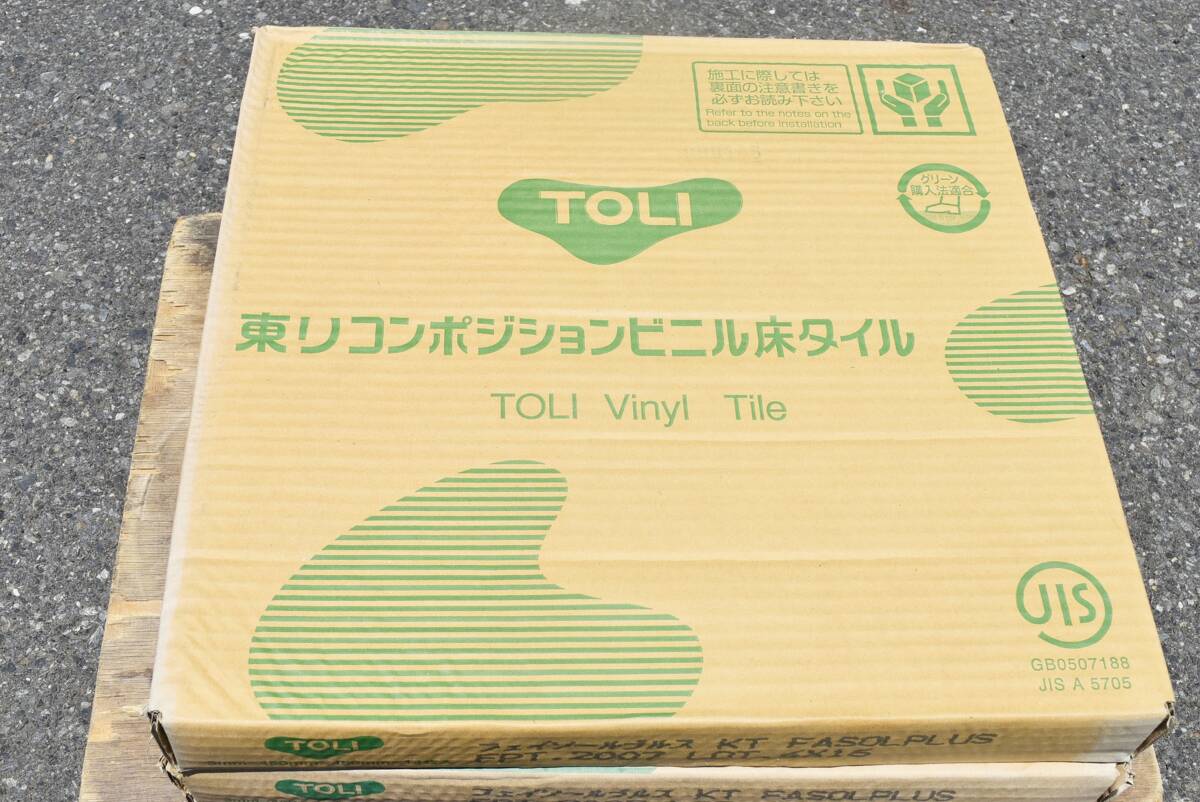 施工に際しては
裏面の注意書きを
必ずお読み下さい
Refer to the notes on the
back before installation
TOLI
グリーン
購入法適合
東リコンポジションビニル床タイル
TOLI Vinyl Tile
JIS
GB0507188
JIS A 5705
TOLI
フェイソールプルス KT FASOLPLUS
TOLI
フェイソールプルス KT FASOLPLUS